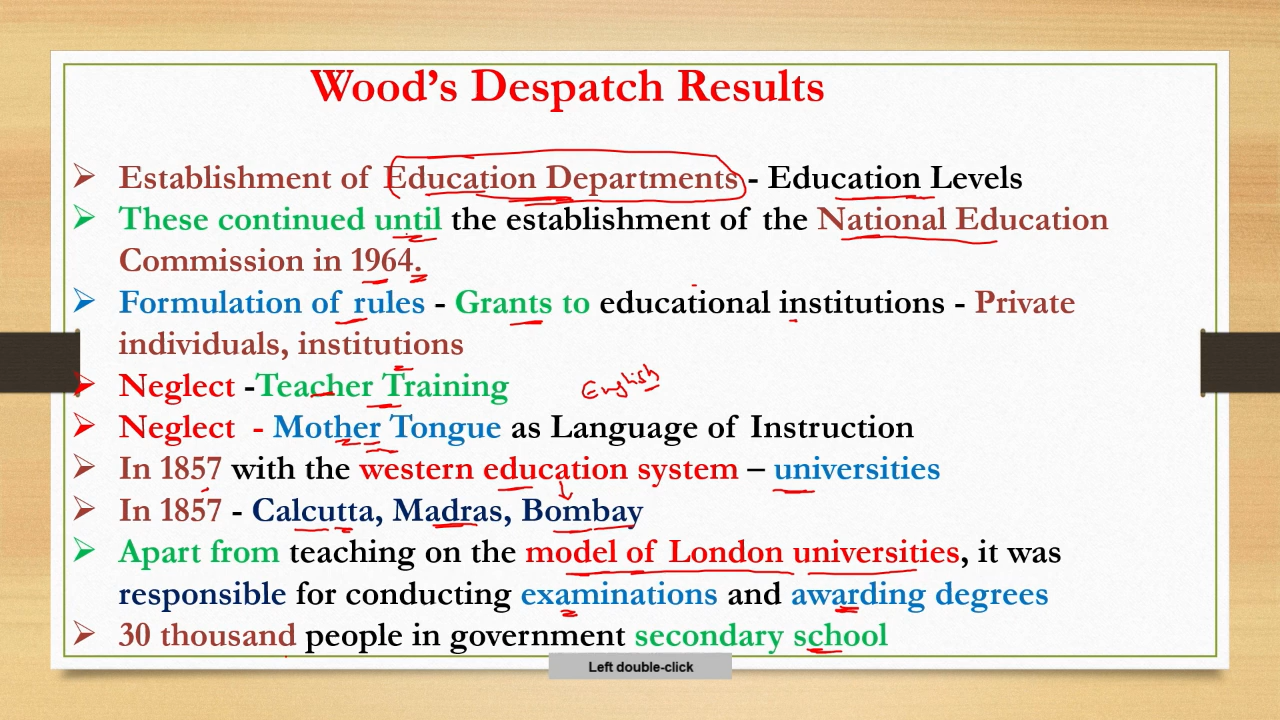 Wood's Despatch Results
Establishment of Education Departments - Education Levels
These continued until the establishment of the National Education
Commission in 1964.
Formulation of rules - Grants to educational institutions - Private
individuals, institutions
Neglect -Teacher Training
English
Neglect - Mother Tongue as Language of Instruction
In 1857 with the western education system – universities
In 1857 - Calcutta, Madras, Bombay
Apart from teaching on the model of London universities, it was
responsible for conducting examinations and awarding degrees
30 thousand people in government secondary school
Left double-click